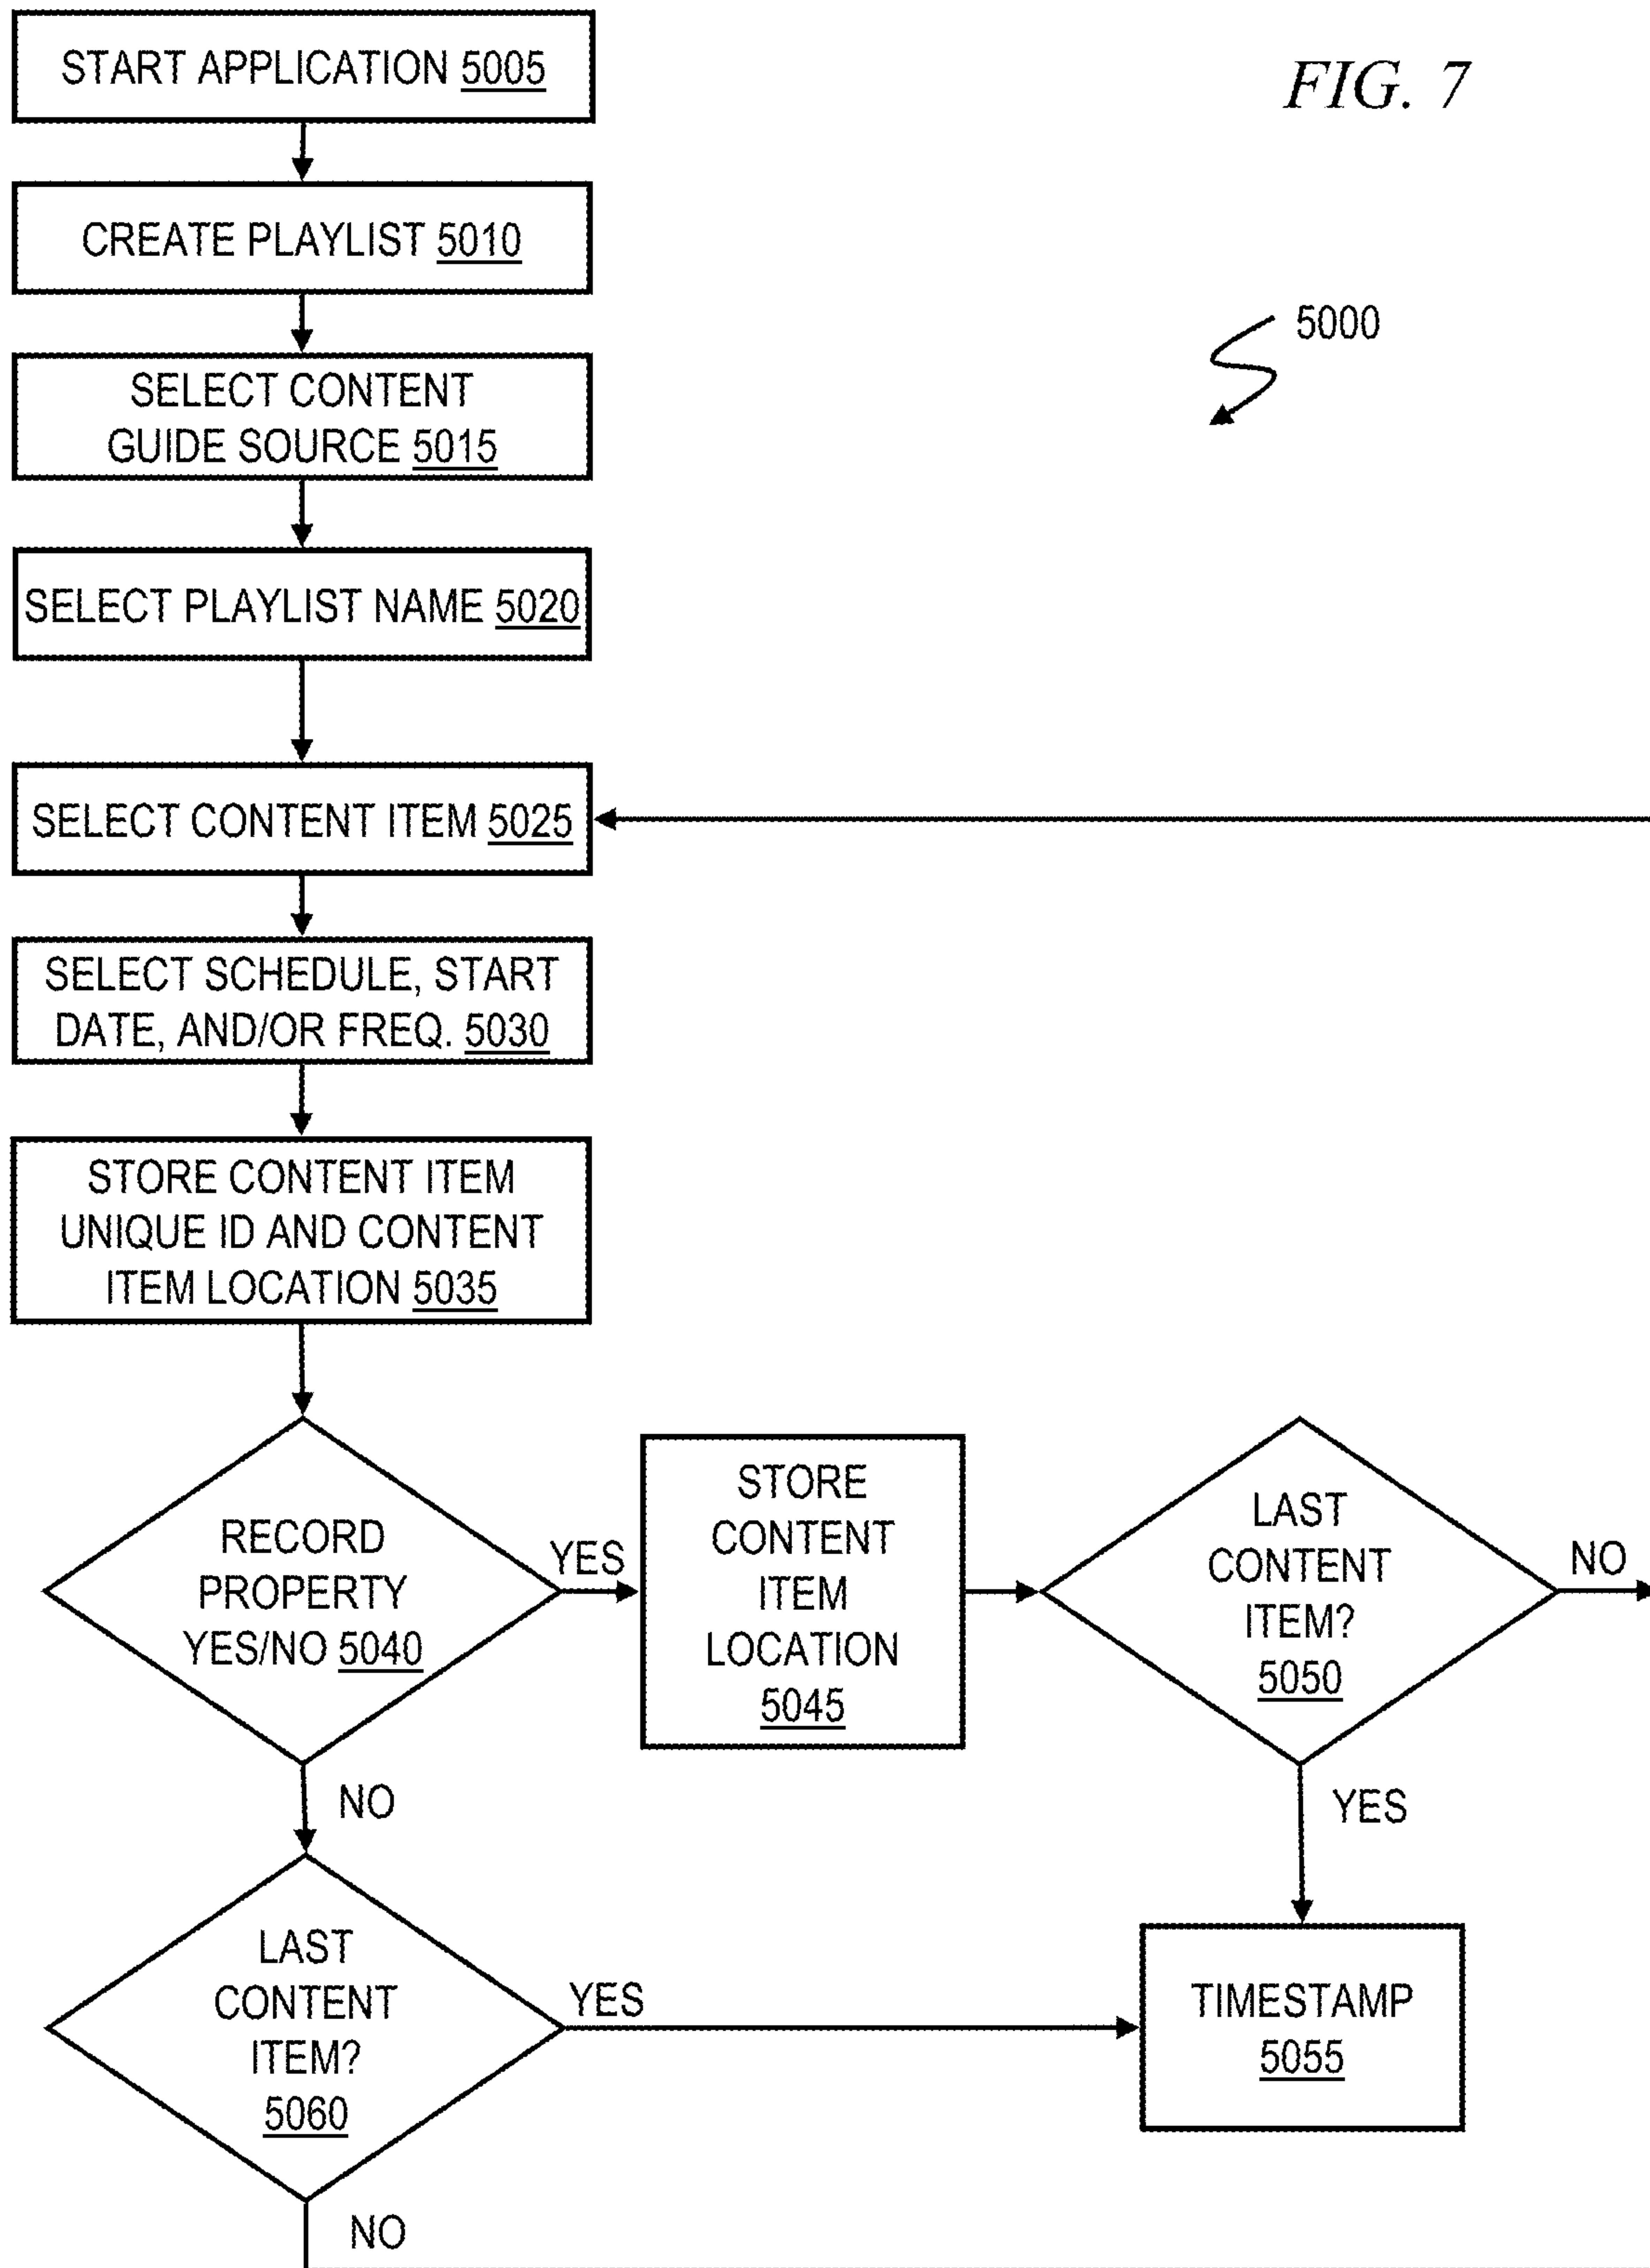 START APPLICATION 5005
FIG. 7
CREATE PLAYLIST 5010
5000
SELECT CONTENT
GUIDE SOURCE 5015
SELECT PLAYLIST NAME 5020
SELECT CONTENT ITEM 5025
SELECT SCHEDULE, START
DATE, AND/OR FREQ. 5030
STORE CONTENT ITEM
UNIQUE ID AND CONTENT
ITEM LOCATION 5035
RECORD
PROPERTY
YES/NO 5040
YES
STORE
CONTENT
ITEM
LOCATION
5045
LAST
CONTENT
ITEM?
5050
NO
NO
YES
LAST
CONTENT
ITEM?
5060
YES
TIMESTAMP
5055
NO